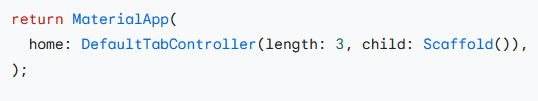 return MaterialApp(
  home: DefaultTabController(length: 3, child: Scaffold()),
);